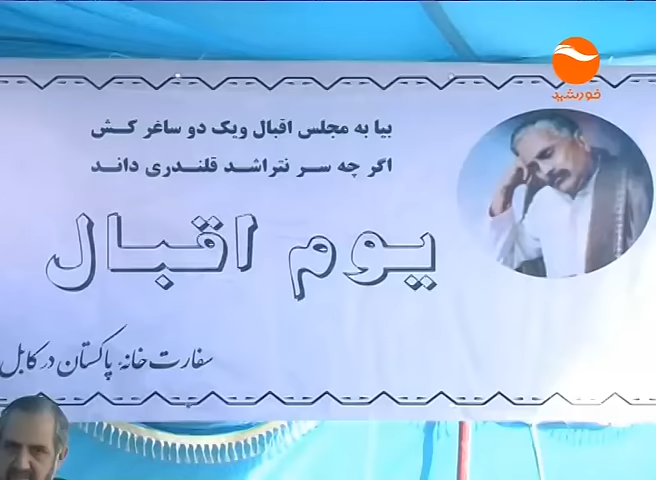 خورشید
بیا به مجلس اقبال ویک دو ساغر کش
اگر چه سر نتراشد قلندری داند
یوم اقبال
سفارت خانهٔ پاکستان در کابل